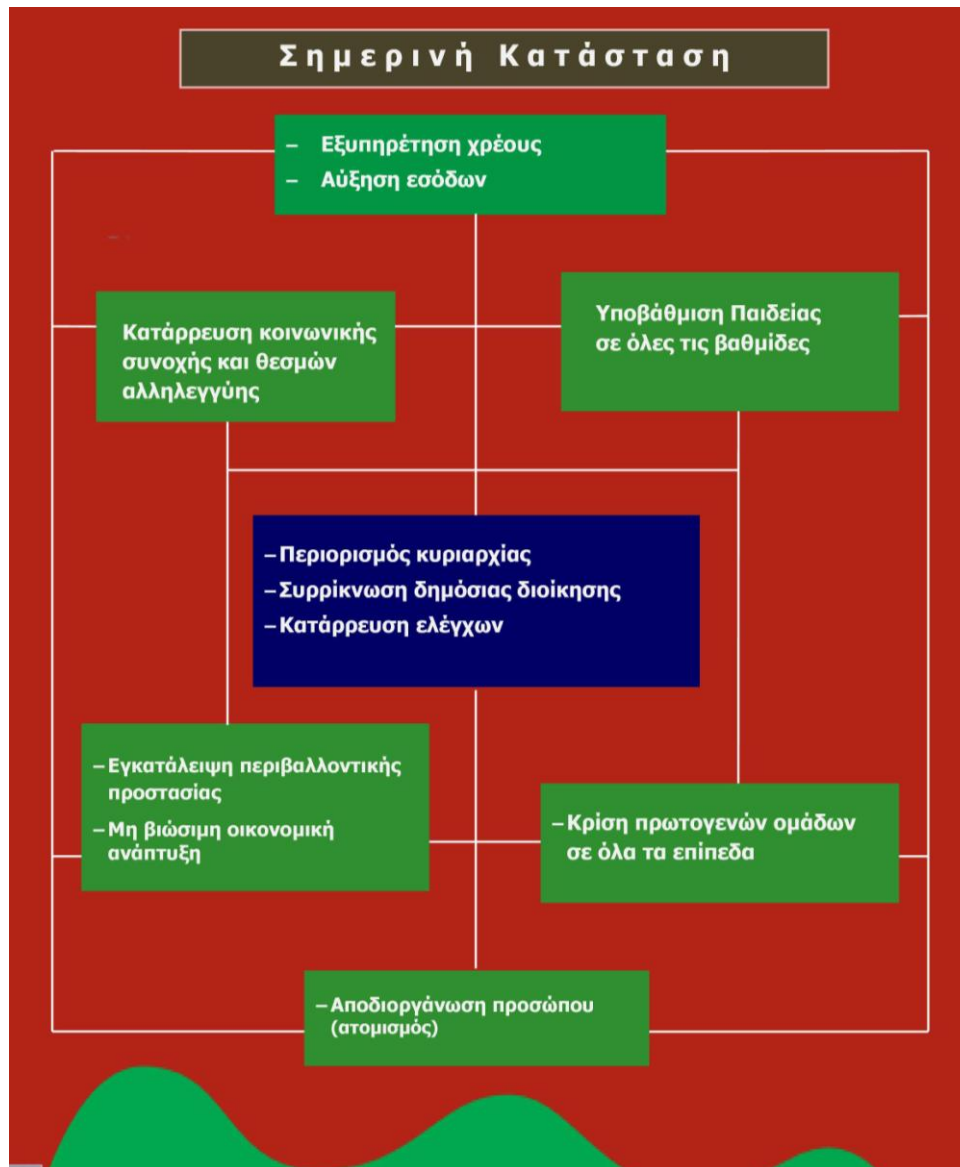 Σημερινή Κατάσταση
– Εξυπηρέτηση χρέους
– Αύξηση εσόδων
Κατάρρευση κοινωνικής
συνοχής και θεσμών
αλληλεγγύης
Υποβάθμιση Παιδείας
σε όλες τις βαθμίδες
– Περιορισμός κυριαρχίας
– Συρρίκνωση δημόσιας διοίκησης
– Κατάρρευση ελέγχων
– Εγκατάλειψη περιβαλλοντικής
προστασίας
– Μη βιώσιμη οικονομική
ανάπτυξη
– Κρίση πρωτογενών ομάδων
σε όλα τα επίπεδα
– Αποδιοργάνωση προσώπου
(ατομισμός)